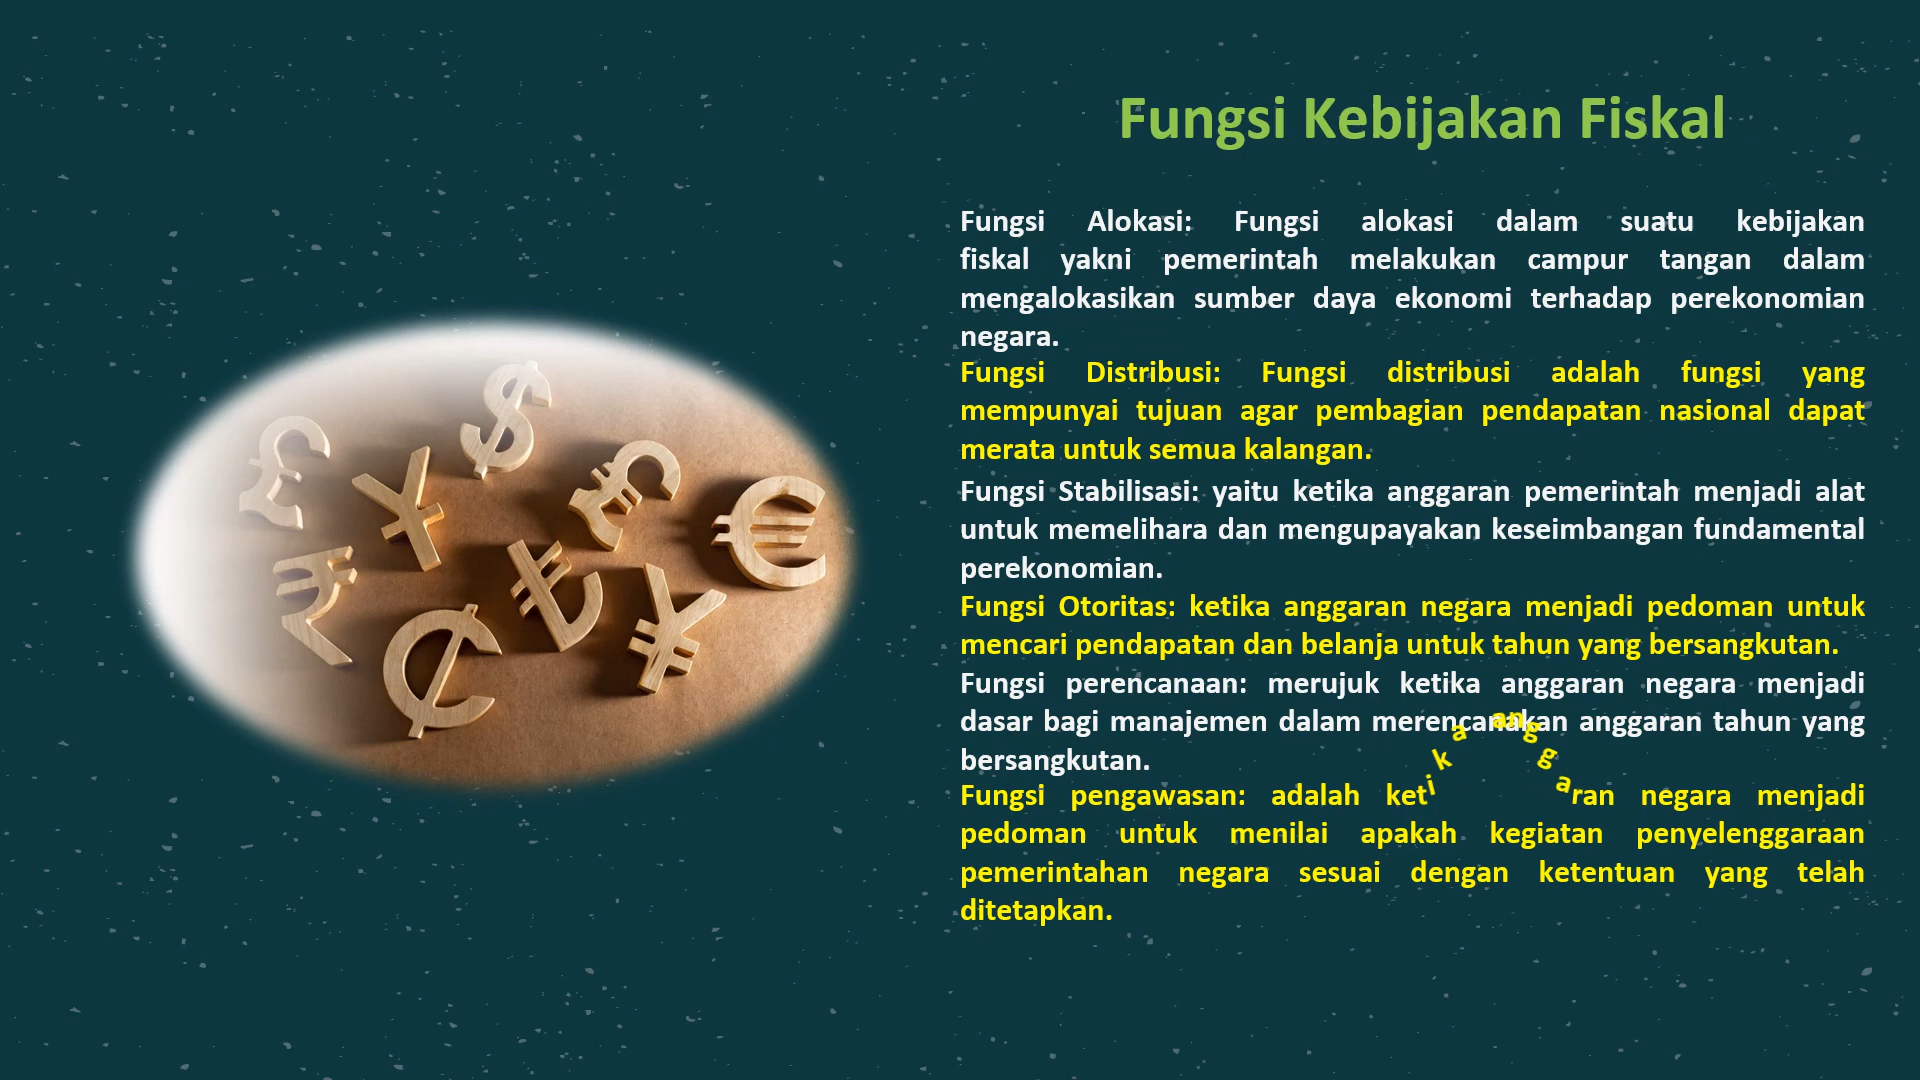 Fungsi Kebijakan Fiskal
Fungsi Alokasi: Fungsi alokasi dalam suatu kebijakan
fiskal yakni pemerintah melakukan campur tangan dalam
mengalokasikan sumber daya ekonomi terhadap perekonomian
negara.
Fungsi Distribusi: Fungsi distribusi adalah fungsi yang
mempunyai tujuan agar pembagian pendapatan nasional dapat
merata untuk semua kalangan.
Fungsi Stabilisasi: yaitu ketika anggaran pemerintah menjadi alat
untuk memelihara dan mengupayakan keseimbangan fundamental
perekonomian.
Fungsi Otoritas: ketika anggaran negara menjadi pedoman untuk
mencari pendapatan dan belanja untuk tahun yang bersangkutan.
Fungsi perencanaan: merujuk ketika anggaran negara menjadi
dasar bagi manajemen dalam merencanakan anggaran tahun yang
bersangkutan.
Fungsi pengawasan: adalah ketika anggaran negara menjadi
pedoman untuk menilai apakah kegiatan penyelenggaraan
pemerintahan negara sesuai dengan ketentuan yang telah
ditetapkan.